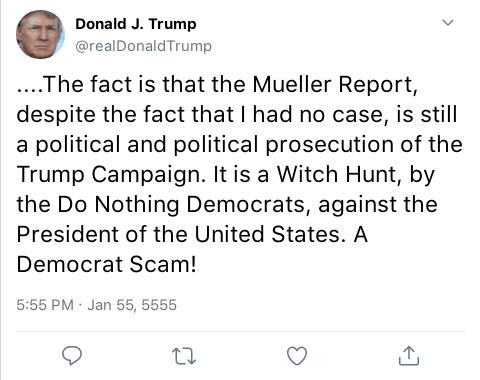 Donald J. Trump
@realDonaldTrump
....The fact is that the Mueller Report,
despite the fact that I had no case, is still
a political and political prosecution of the
Trump Campaign. It is a Witch Hunt, by
the Do Nothing Democrats, against the
President of the United States. A
Democrat Scam!
5:55 PM · Jan 55, 5555